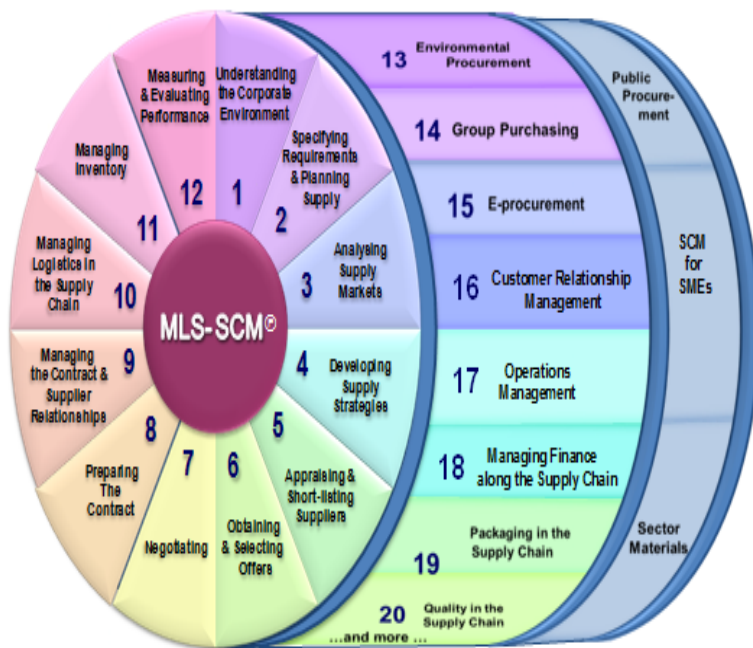 MLS-SCM®
1
Understanding
the Corporate
Environment
2
Specifying
Requirements
& Planning
Supply
3
Analysing
Supply
Markets
4
Developing
Supply
Strategies
5
Appraising &
Short-listing
Suppliers
6
Obtaining
& Selecting
Offers
7
Negotiating
8
Preparing
The
Contract
9
Managing
the Contract &
Supplier
Relationships
10
Managing
Logistics in
the Supply
Chain
11
Managing
Inventory
12
Measuring
& Evaluating
Performance
13
Environmental
Procurement
14
Group Purchasing
15
E-procurement
16
Customer Relationship
Management
17
Operations
Management
18
Managing Finance
along the Supply Chain
19
Packaging in the
Supply Chain
20
Quality in the
Supply Chain
...and more ...
Public
Procure-
ment
SCM
for
SMEs
Sector
Materials